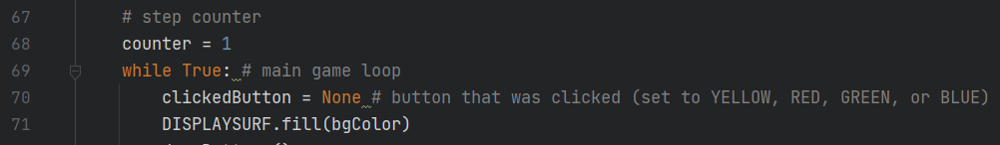 67 # step counter
68 counter = 1
69 while True: # main game loop
70 clickedButton = None # button that was clicked (set to YELLOW, RED, GREEN, or BLUE)
71 DISPLAYSURF.fill(bgColor)